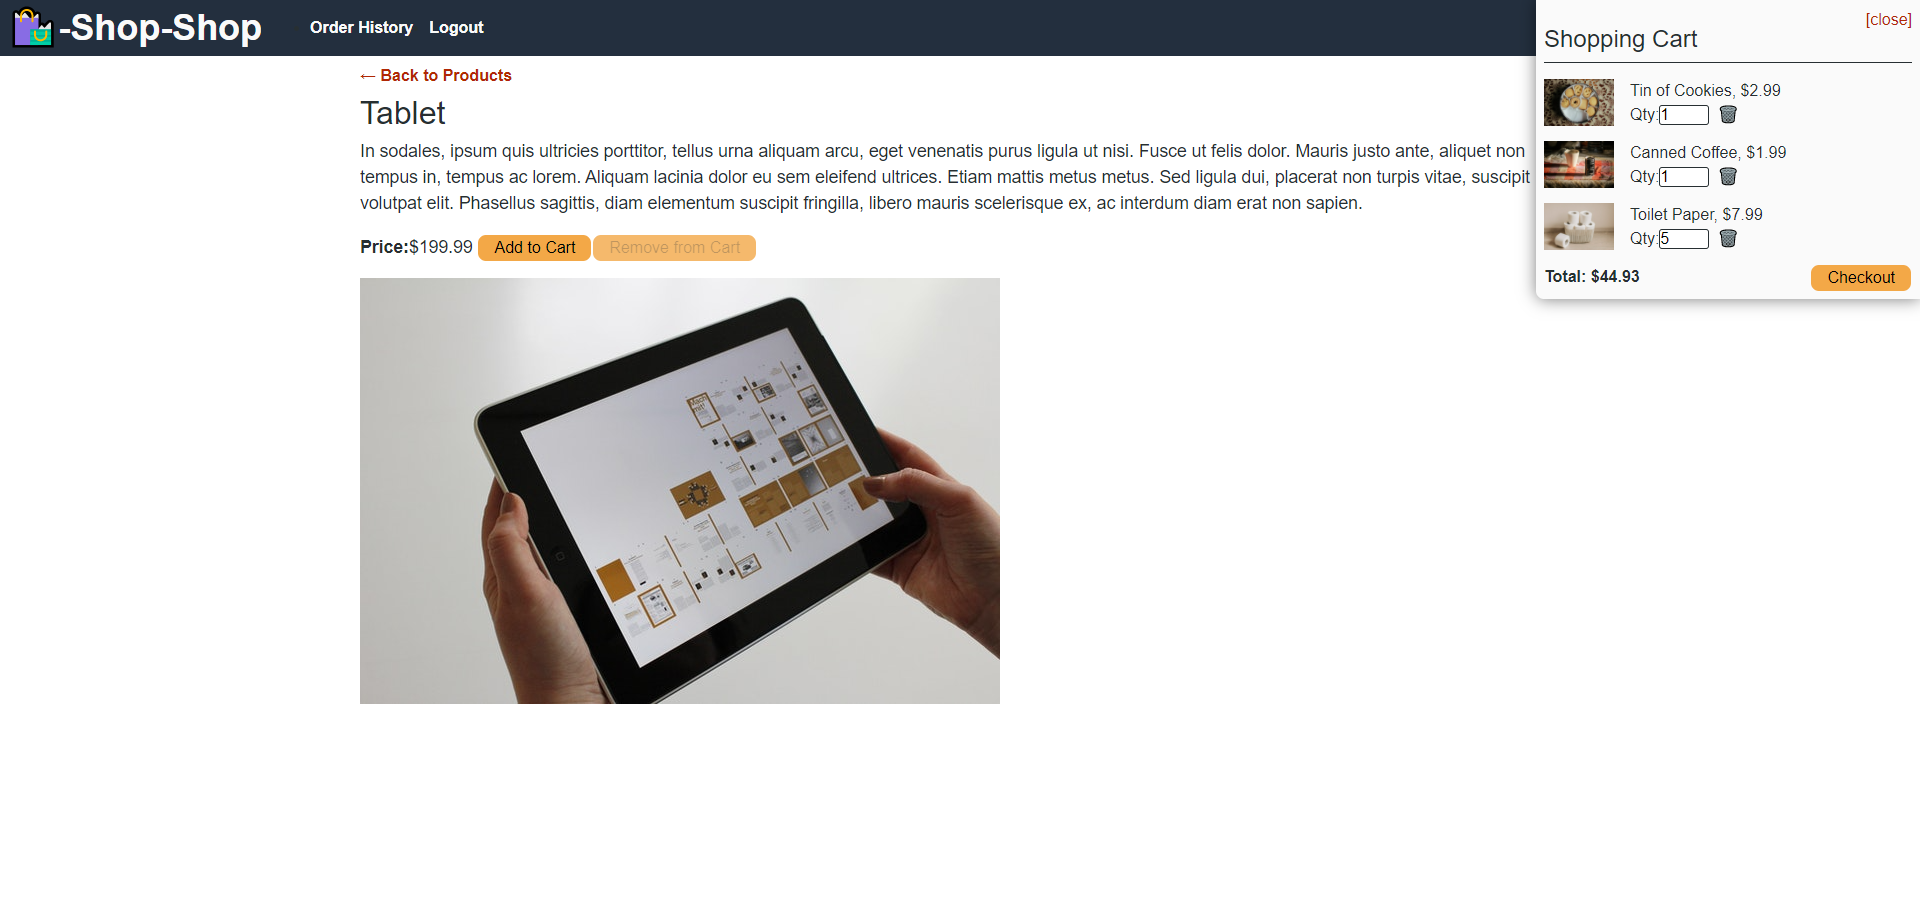 -Shop-Shop
Order History
Logout
← Back to Products
Tablet
In sodales, ipsum quis ultricies porttitor, tellus urna aliquam arcu, eget venenatis purus ligula ut nisi. Fusce ut felis dolor. Mauris justo ante, aliquet non
tempus in, tempus ac lorem. Aliquam lacinia dolor eu sem eleifend ultrices. Etiam mattis metus metus. Sed ligula dui, placerat non turpis vitae, suscipit
volutpat elit. Phasellus sagittis, diam elementum suscipit fringilla, libero mauris scelerisque ex, ac interdum diam erat non sapien.
Price:$199.99 Add to Cart Remove from Cart
[close]
Shopping Cart
Tin of Cookies, $2.99
Qty:1
Canned Coffee, $1.99
Qty:1
Toilet Paper, $7.99
Qty:5
Total: $44.93
Checkout